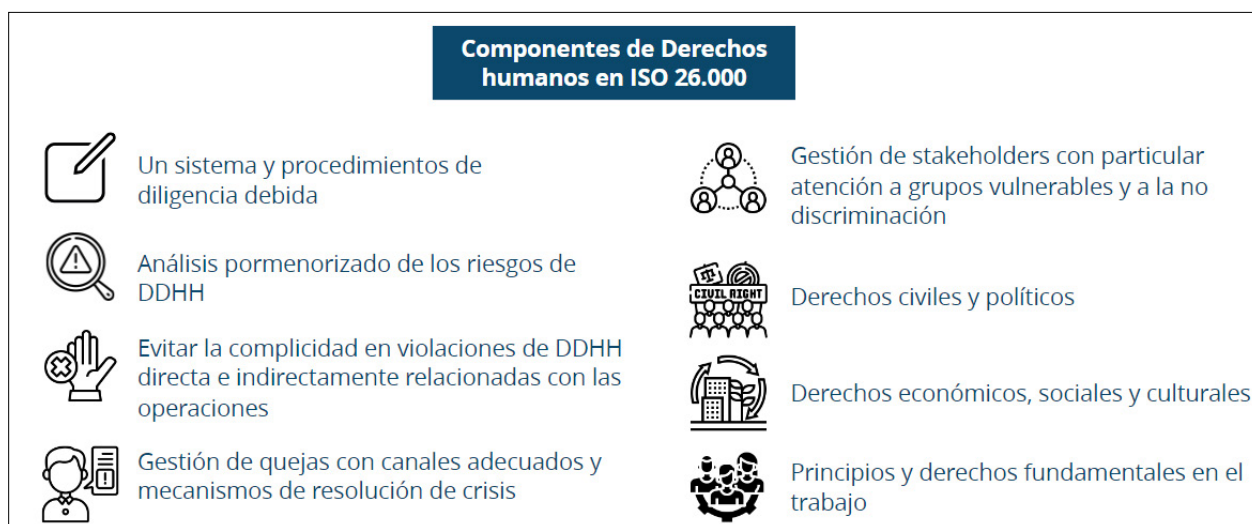 Componentes de Derechos
humanos en ISO 26.000
Un sistema y procedimientos de
diligencia debida
Análisis pormenorizado de los riesgos de
DDHH
Evitar la complicidad en violaciones de DDHH
directa e indirectamente relacionadas con las
operaciones
Gestión de quejas con canales adecuados y
mecanismos de resolución de crisis
Gestión de stakeholders con particular
atención a grupos vulnerables y a la no
discriminación
CIVIL RIGHT
Derechos civiles y políticos
Derechos económicos, sociales y culturales
Principios y derechos fundamentales en el
trabajo